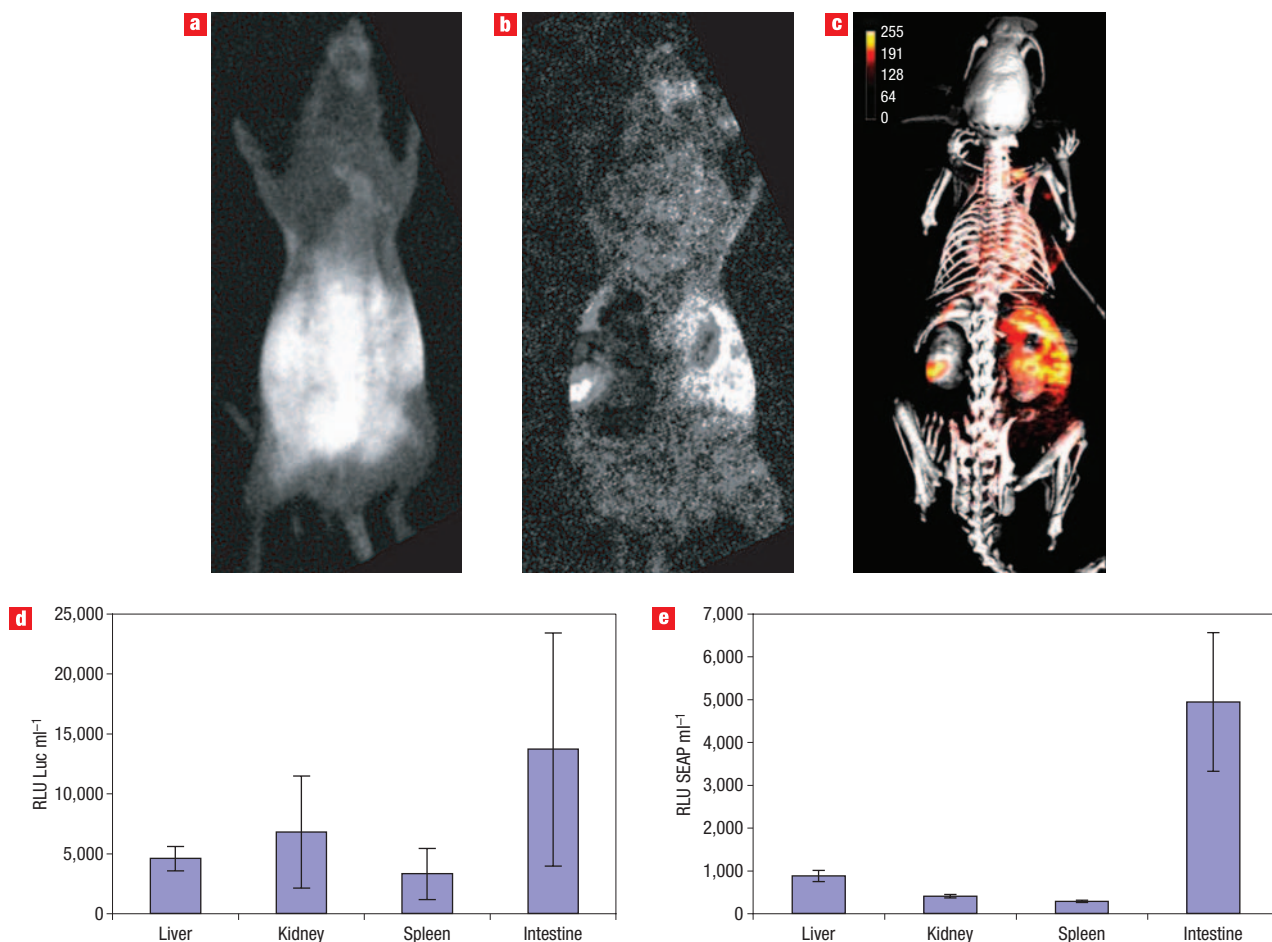 a
b
c
255
191
128
64
0
d
25,000
20,000
15,000
10,000
5,000
0
RLU Luc ml⁻¹
Liver Kidney Spleen Intestine
e
7,000
6,000
5,000
4,000
3,000
2,000
1,000
0
RLU SEAP ml⁻¹
Liver Kidney Spleen Intestine